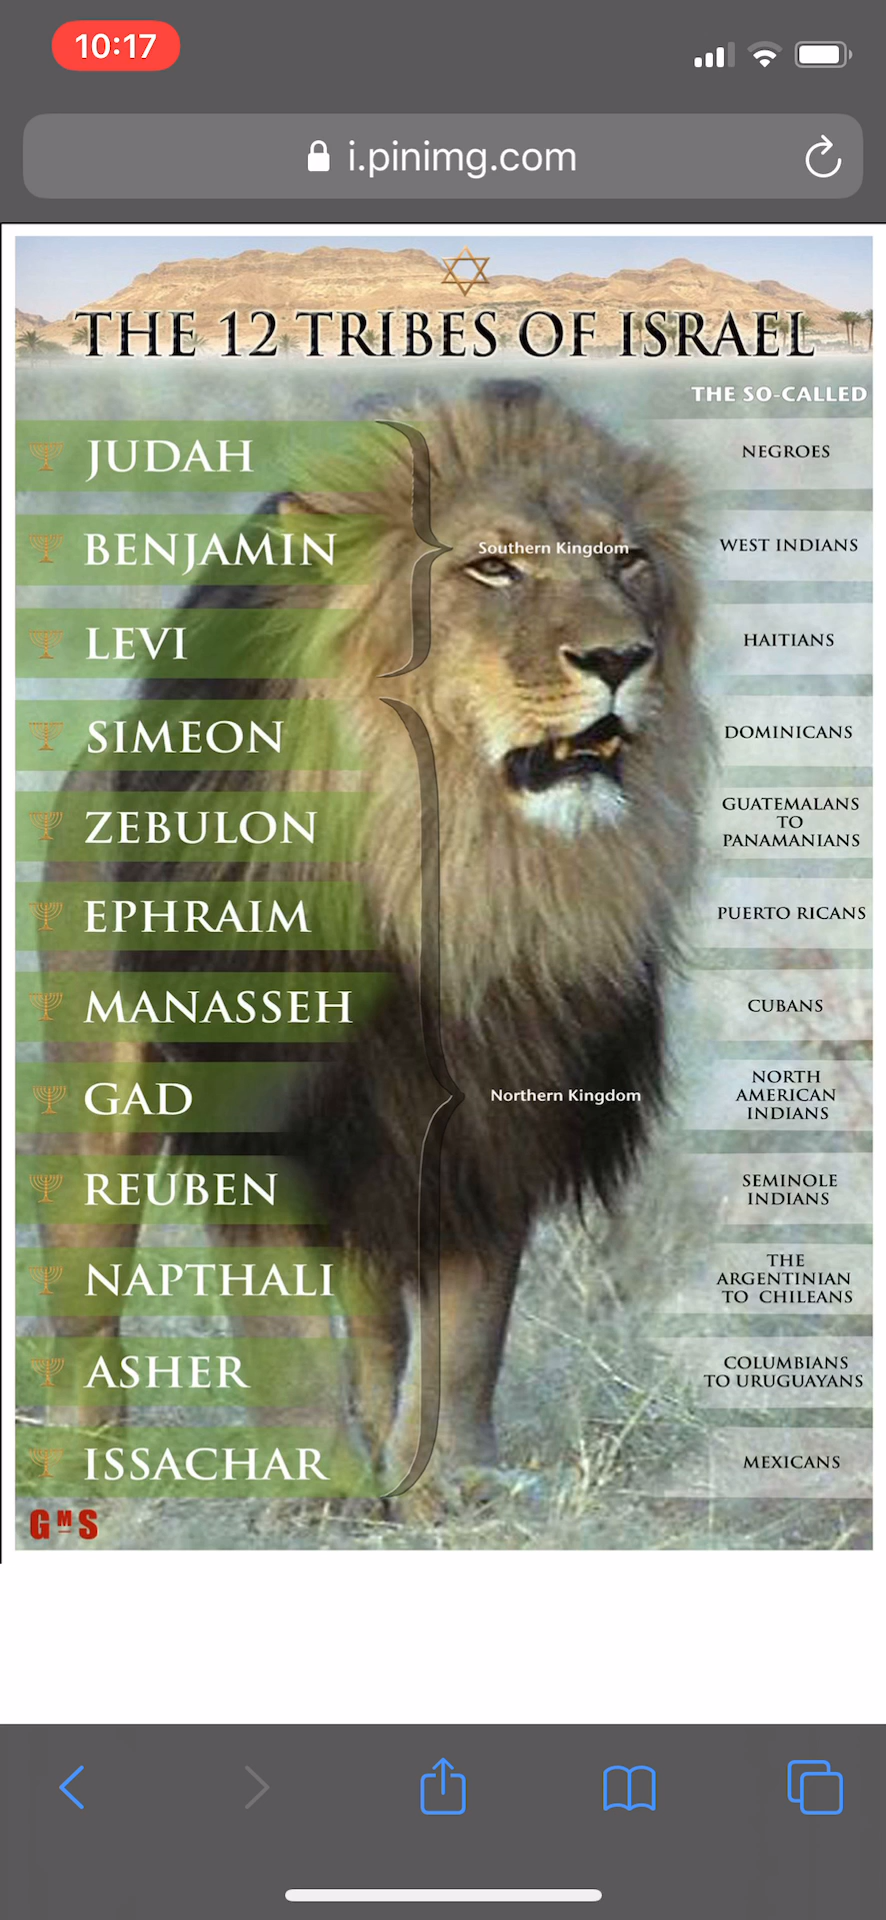 10:17
i.pinimg.com
THE 12 TRIBES OF ISRAEL
THE SO-CALLED
JUDAH
NEGROES
BENJAMIN
Southern Kingdom
WEST INDIANS
LEVI
HAITIANS
SIMEON
DOMINICANS
ZEBULON
GUATEMALANS
TO
PANAMANIANS
EPHRAIM
PUERTO RICANS
MANASSEH
CUBANS
GAD
Northern Kingdom
NORTH
AMERICAN
INDIANS
REUBEN
SEMINOLE
INDIANS
NAPTHALI
THE
ARGENTINIAN
TO CHILEANS
ASHER
COLUMBIANS
TO URUGUAYANS
ISSACHAR
MEXICANS
GMS